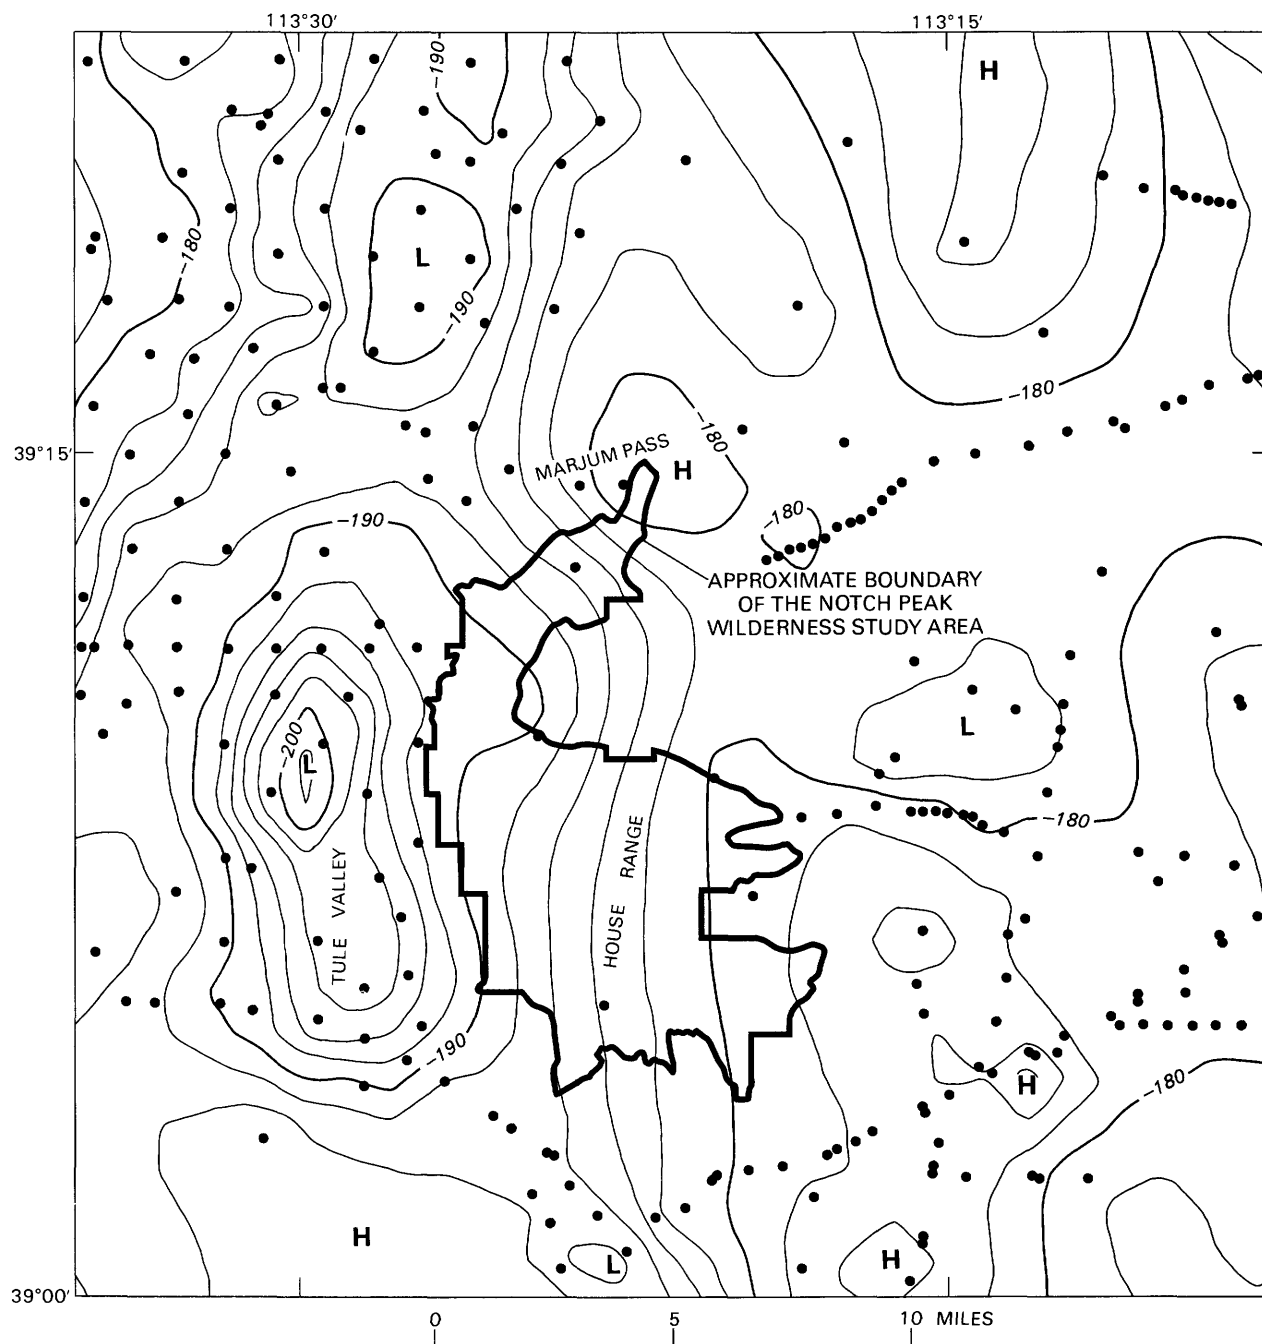 113°30′
113°15′
–190
H
–180
L
–190
–180
39°15′
MARJUM PASS
–180
H
–180
–190
APPROXIMATE BOUNDARY
OF THE NOTCH PEAK
WILDERNESS STUDY AREA
–200
L
L
–180
TULE VALLEY
HOUSE RANGE
–190
H
–180
H
L
H
39°00′
0
5
10 MILES